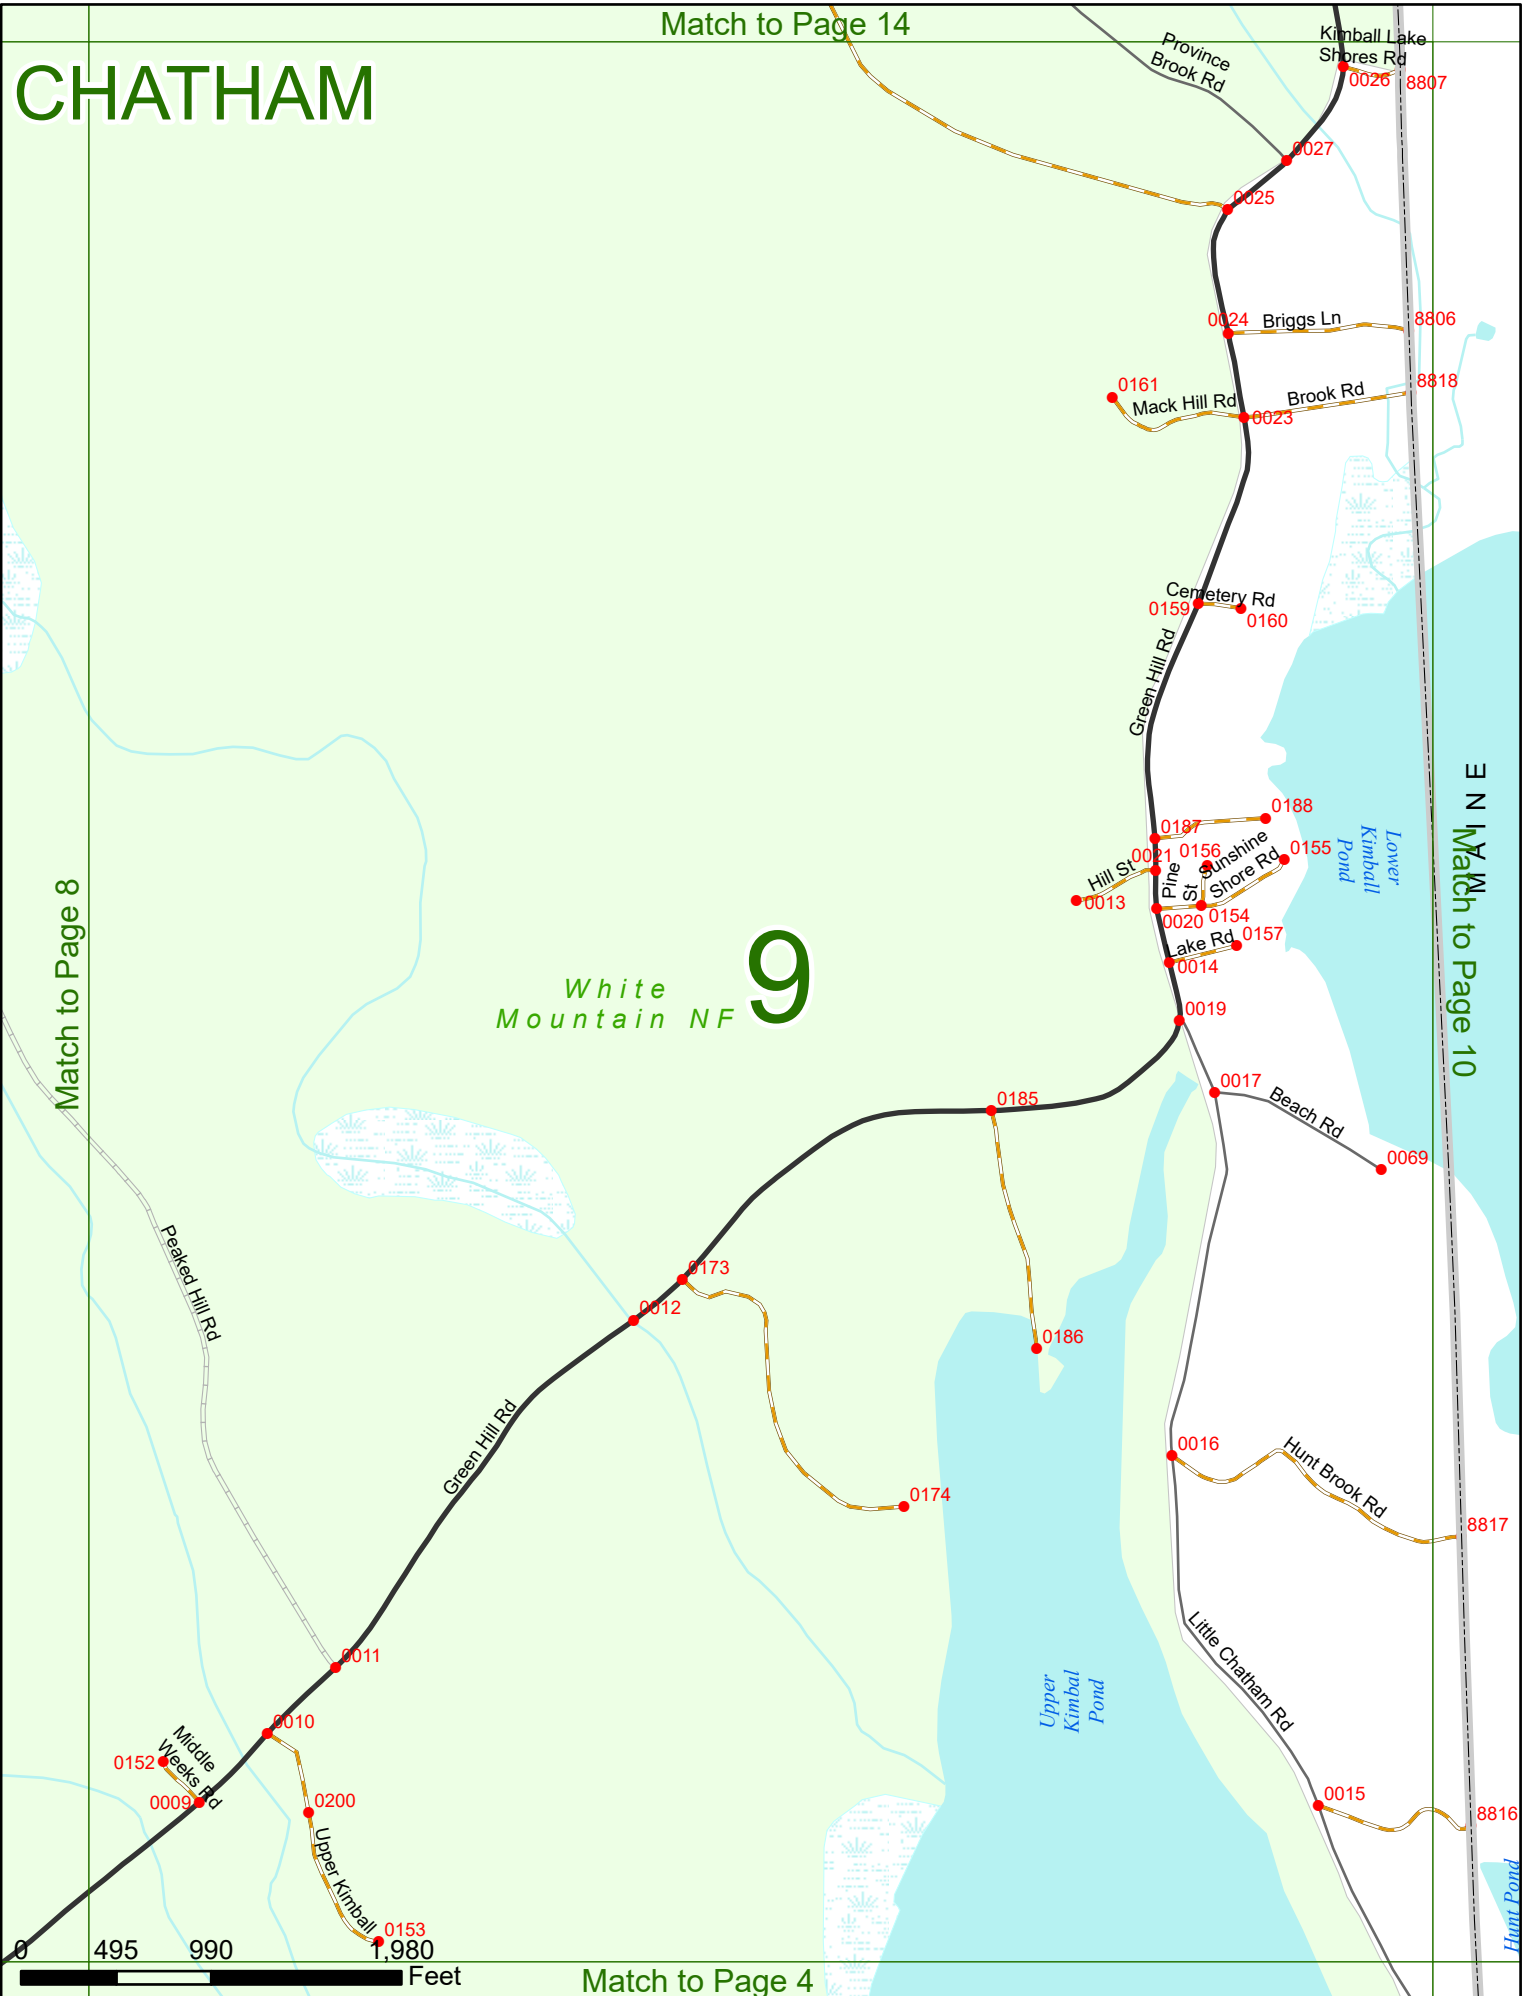 Match to Page 14
CHATHAM
Province
Brook Rd
Kimball Lake
Shores Rd
0026
8807
0027
0025
0024
Briggs Ln
8806
0161
Mack Hill Rd
0023
Brook Rd
8818
Cemetery Rd
0159
0160
Green Hill Rd
MAINE
0187
0188
0021
0156
Sunshine
Shore Rd
0155
Hill St
0013
Pine
St
0020
0154
Lower
Kimball
Pond
Lake Rd
0157
0014
Match to Page 8
White
Mountain NF
9
Match to Page 10
0019
0017
Beach Rd
0069
0185
0186
Peaked Hill Rd
0173
0012
Green Hill Rd
0174
0016
Hunt Brook Rd
8817
0011
Little Chatham Rd
Upper
Kimbal
Pond
0010
Middle
Weeks Rd
0152
0009
0200
Upper Kimball
0153
0015
8816
Hunt Pond
0 495 990 1,980
Feet
Match to Page 4